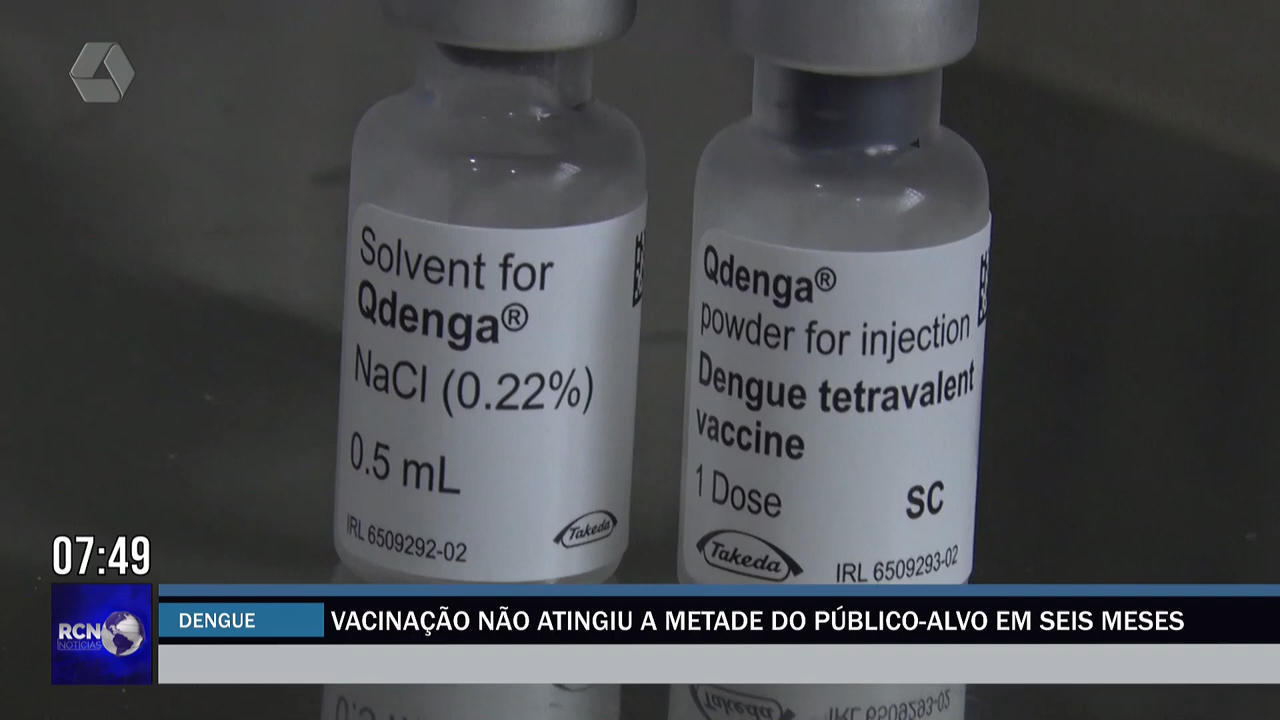 Solvent for
Qdenga®
NaCl (0.22%)
0.5 mL
IRL 6509292-02
Takeda
Qdenga®
powder for injection
Dengue tetravalent
vaccine
1 Dose
SC
Takeda
IRL 6509293-02
07:49
RCN
NOTÍCIAS
DENGUE
VACINAÇÃO NÃO ATINGIU A METADE DO PÚBLICO-ALVO EM SEIS MESES